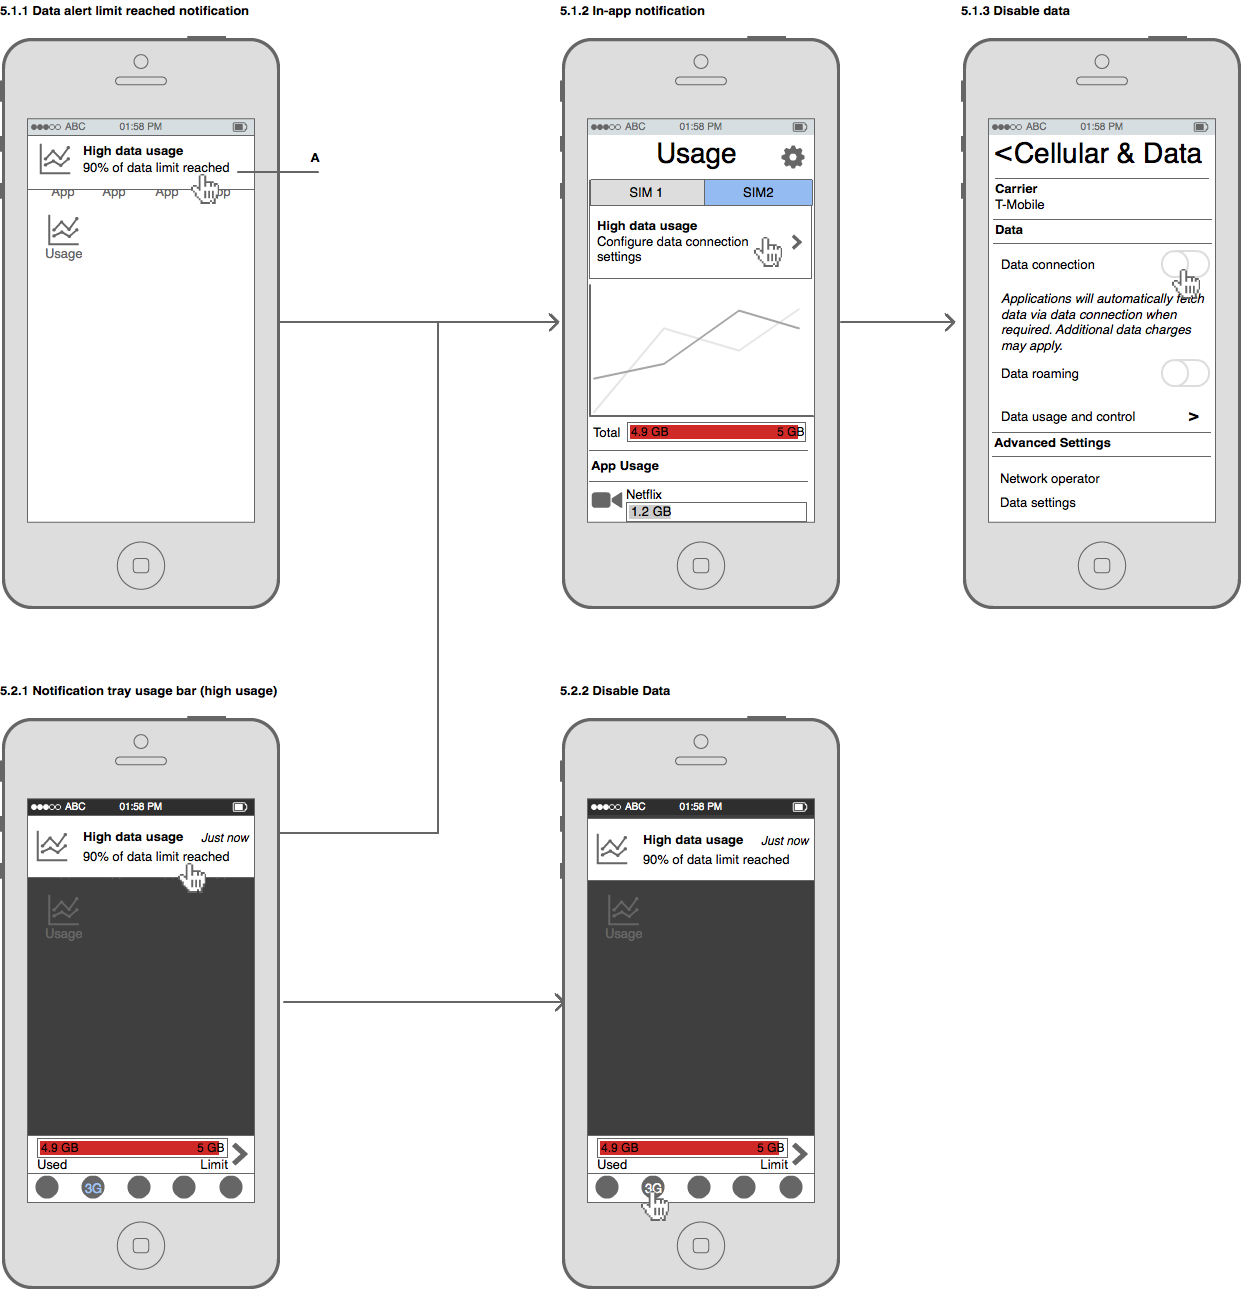 5.1.1 Data alert limit reached notification
ABC 01:58 PM
High data usage
90% of data limit reached
A
App App App pp
Usage
5.1.2 In-app notification
ABC 01:58 PM
Usage
SIM 1 SIM2
High data usage
Configure data connection
settings
Total 4.9 GB 5 GB
App Usage
Netflix
1.2 GB
5.1.3 Disable data
ABC 01:58 PM
<Cellular & Data
Carrier
T-Mobile
Data
Data connection
Applications will automatically fetch
data via data connection when
required. Additional data charges
may apply.
Data roaming
Data usage and control >
Advanced Settings
Network operator
Data settings
5.2.1 Notification tray usage bar (high usage)
ABC 01:58 PM
High data usage Just now
90% of data limit reached
Usage
4.9 GB 5 GB
Used Limit
3G
5.2.2 Disable Data
ABC 01:58 PM
High data usage Just now
90% of data limit reached
Usage
4.9 GB 5 GB
Used Limit
3G